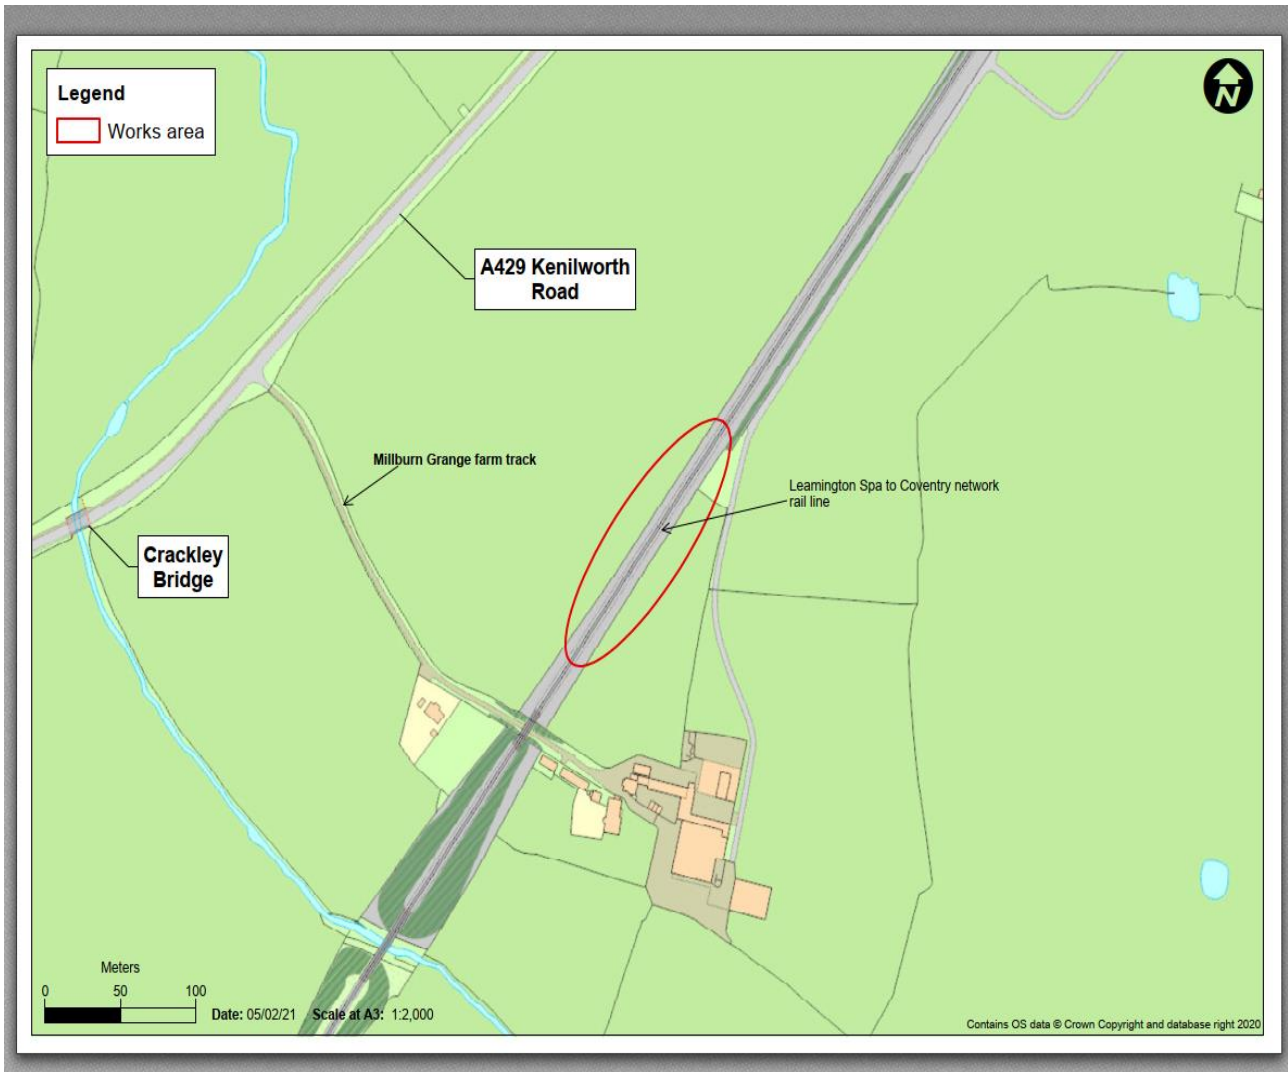 Legend
Works area
N
A429 Kenilworth
Road
Millburn Grange farm track
Leamington Spa to Coventry network
rail line
Crackley
Bridge
Meters
0 50 100
Date: 05/02/21 Scale at A3: 1:2,000
Contains OS data © Crown Copyright and database right 2020